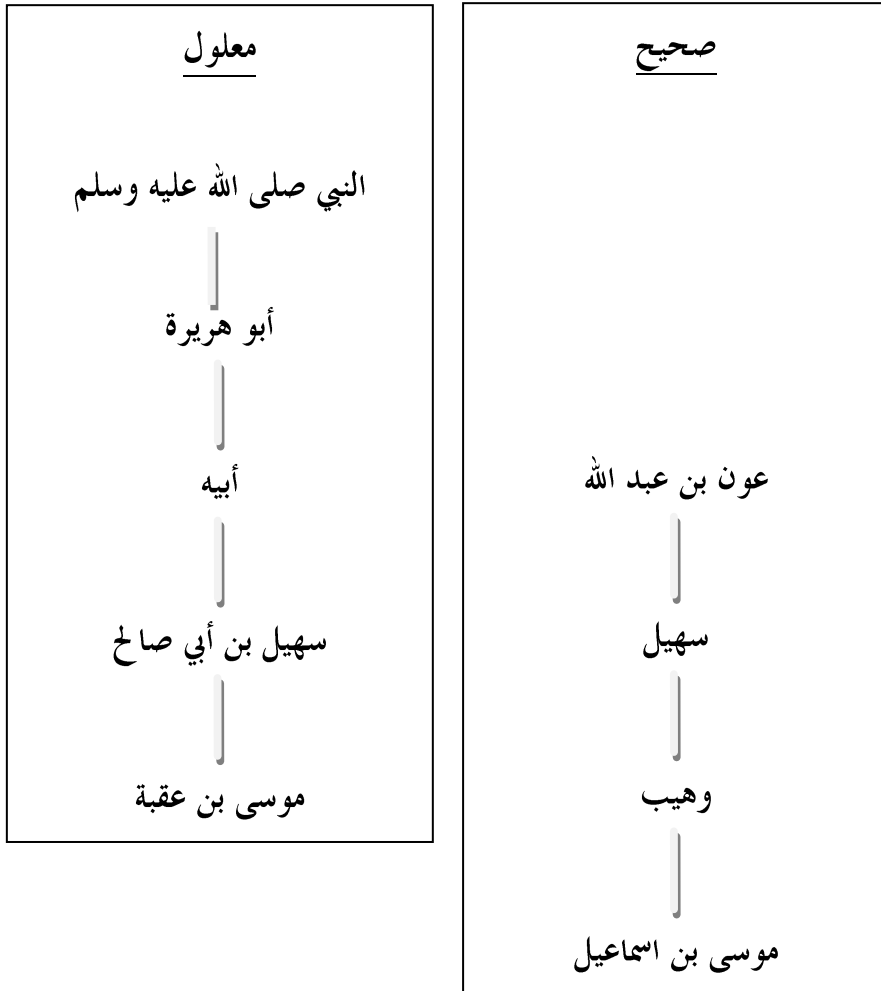 صحيح
عون بن عبد الله
سهيل
وهيب
موسى بن اسماعيل
معلول
النبي صلى الله عليه وسلم
أبو هريرة
أبيه
سهيل بن أبي صالح
موسى بن عقبة